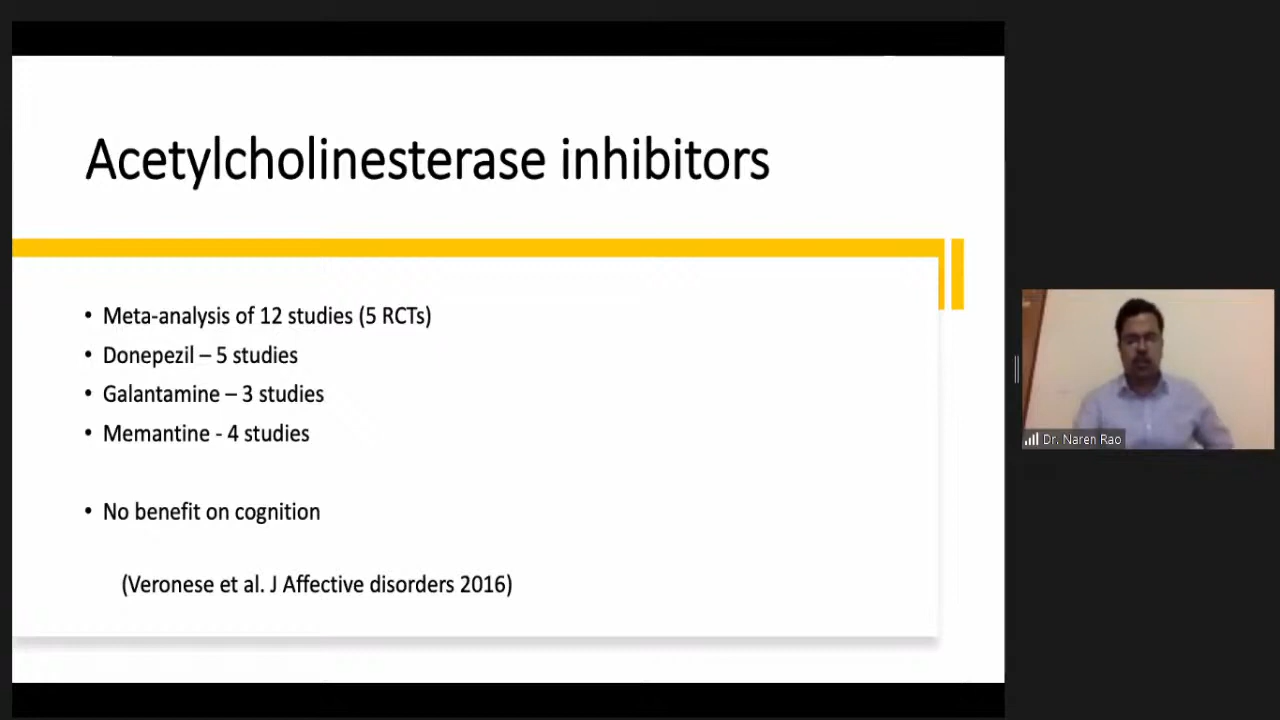 Acetylcholinesterase inhibitors
• Meta-analysis of 12 studies (5 RCTs)
• Donepezil – 5 studies
• Galantamine – 3 studies
• Memantine - 4 studies
• No benefit on cognition
(Veronese et al. J Affective disorders 2016)
Dr. Naren Rao